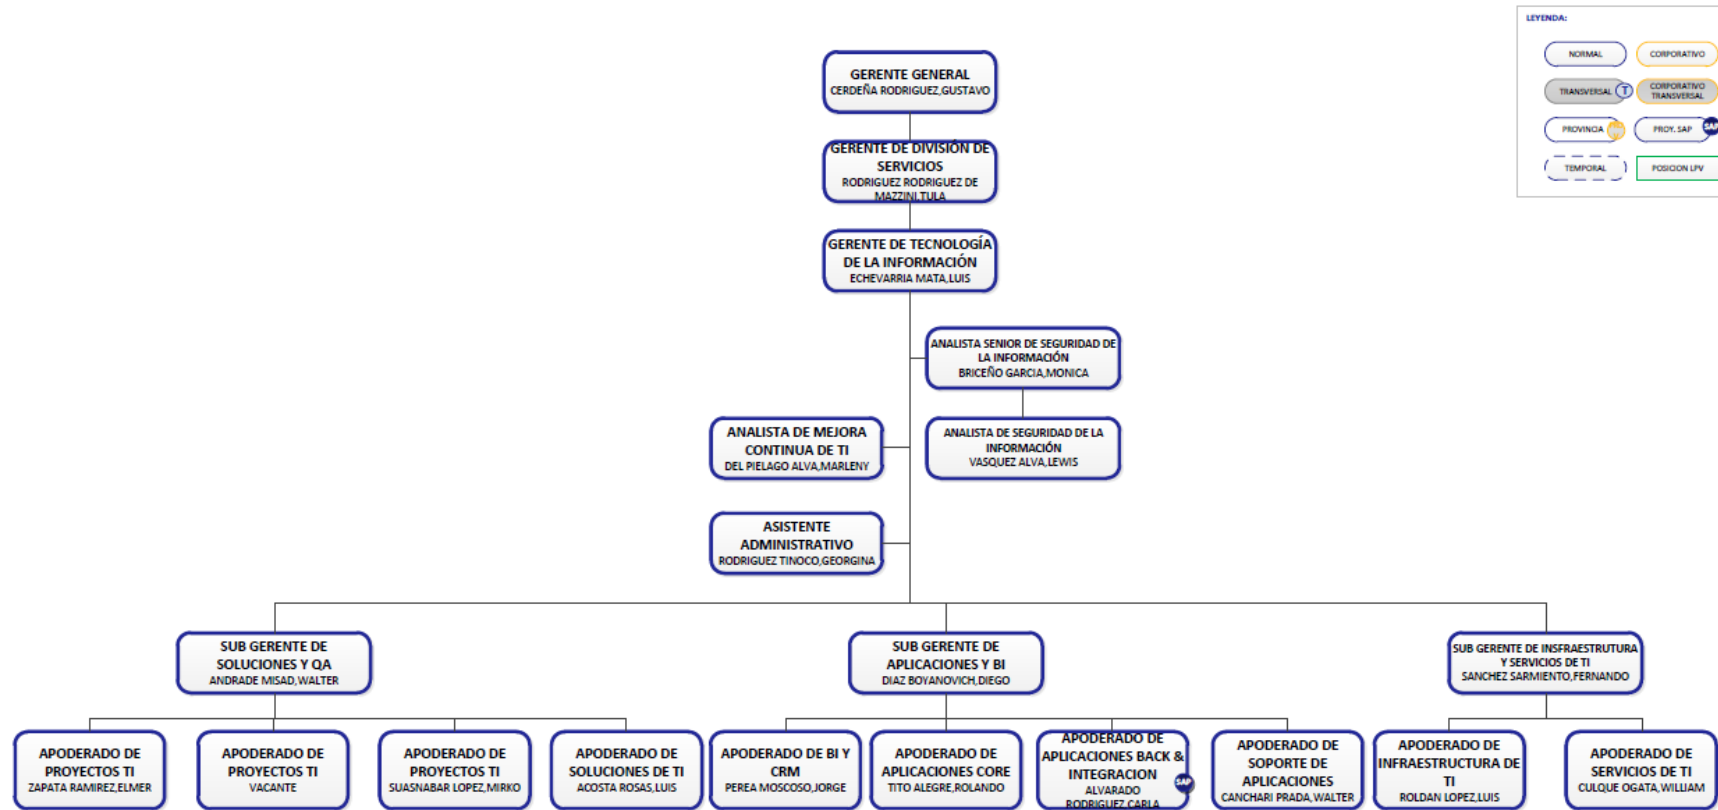 LEYENDA:
NORMAL
CORPORATIVO
TRANSVERSAL T
CORPORATIVO
TRANSVERSAL
PROVINCIA
PROY. SAP SAP
TEMPORAL
POSICION LPV
GERENTE GENERAL
CERDEÑA RODRIGUEZ,GUSTAVO
GERENTE DE DIVISIÓN DE
SERVICIOS
RODRIGUEZ RODRIGUEZ DE
MAZZINI,TULA
GERENTE DE TECNOLOGÍA
DE LA INFORMACIÓN
ECHEVARRIA MATA,LUIS
ANALISTA SENIOR DE SEGURIDAD DE
LA INFORMACIÓN
BRICEÑO GARCIA,MONICA
ANALISTA DE MEJORA
CONTINUA DE TI
DEL PIELAGO ALVA,MARLENY
ANALISTA DE SEGURIDAD DE LA
INFORMACIÓN
VASQUEZ ALVA,LEWIS
ASISTENTE
ADMINISTRATIVO
RODRIGUEZ TINOCO,GEORGINA
SUB GERENTE DE
SOLUCIONES Y QA
ANDRADE MISAD,WALTER
SUB GERENTE DE
APLICACIONES Y BI
DIAZ BOYANOVICH,DIEGO
SUB GERENTE DE INSFRAESTRUTURA
Y SERVICIOS DE TI
SANCHEZ SARMIENTO,FERNANDO
APODERADO DE
PROYECTOS TI
ZAPATA RAMIREZ,ELMER
APODERADO DE
PROYECTOS TI
VACANTE
APODERADO DE
PROYECTOS TI
SUASNABAR LOPEZ,MIRKO
APODERADO DE
SOLUCIONES DE TI
ACOSTA ROSAS,LUIS
APODERADO DE BI Y
CRM
PEREA MOSCOSO,JORGE
APODERADO DE
APLICACIONES CORE
TITO ALEGRE,ROLANDO
APODERADO DE
APLICACIONES BACK &
INTEGRACION
ALVARADO
RODRIGUEZ,CARLA
SAP
APODERADO DE
SOPORTE DE
APLICACIONES
CANCHARI PRADA,WALTER
APODERADO DE
INFRAESTRUCTURA DE
TI
ROLDAN LOPEZ,LUIS
APODERADO DE
SERVICIOS DE TI
CULQUE OGATA,WILLIAM